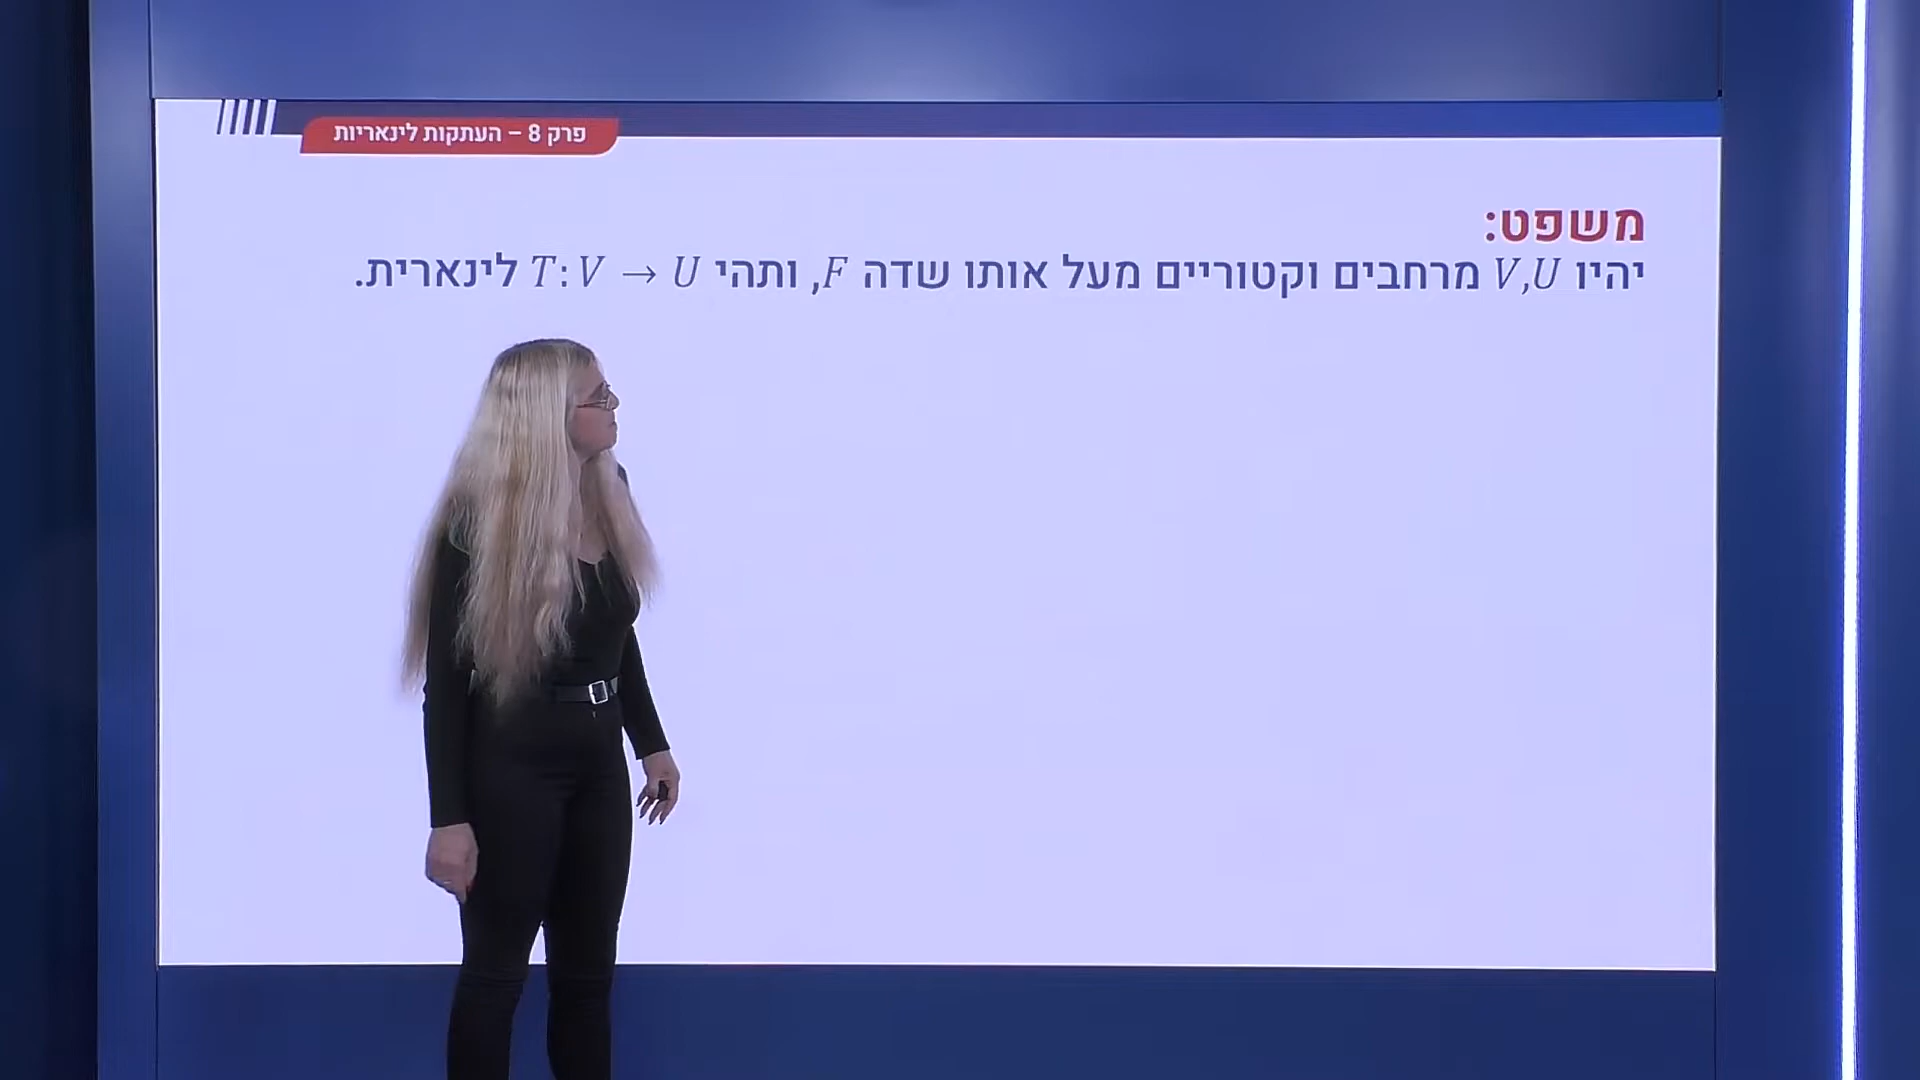 פרק 8 – העתקות לינאריות
משפט:
יהיו V,U מרחבים וקטוריים מעל אותו שדה F, ותהי T: V → U לינארית.